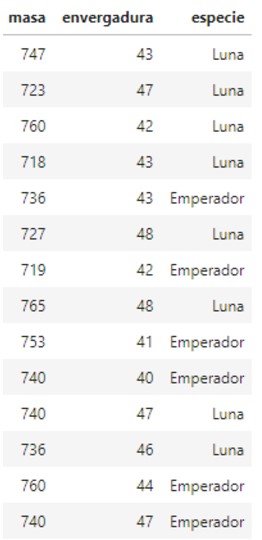 masa envergadura especie
747 43 Luna
723 47 Luna
760 42 Luna
718 43 Luna
736 43 Emperador
727 48 Luna
719 42 Emperador
765 48 Luna
753 41 Emperador
740 40 Emperador
740 47 Luna
736 46 Luna
760 44 Emperador
740 47 Emperador